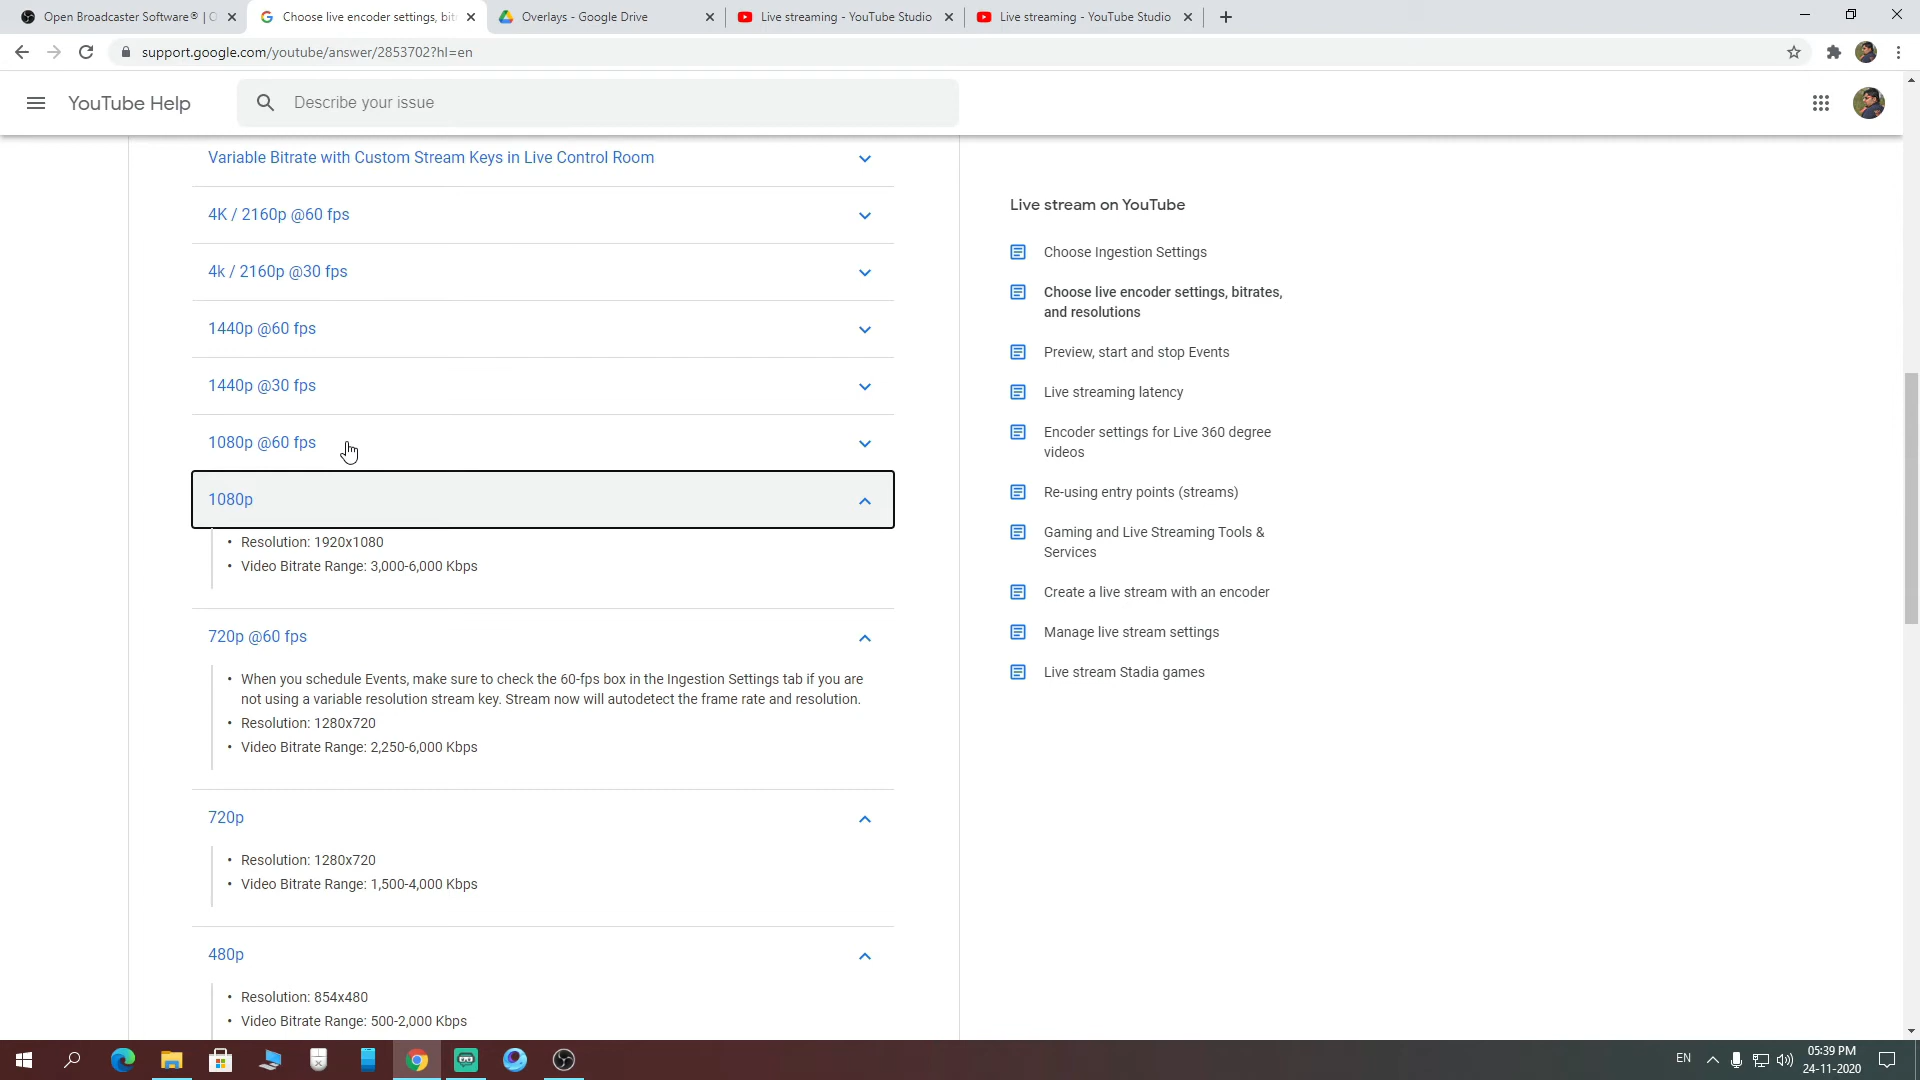 Open Broadcaster Software® | O
Choose live encoder settings, bit
Overlays - Google Drive
Live streaming - YouTube Studio
Live streaming - YouTube Studio
support.google.com/youtube/answer/2853702?hl=en
YouTube Help
Describe your issue
Variable Bitrate with Custom Stream Keys in Live Control Room
4K / 2160p @60 fps
4k / 2160p @30 fps
1440p @60 fps
1440p @30 fps
1080p @60 fps
1080p
• Resolution: 1920x1080
• Video Bitrate Range: 3,000-6,000 Kbps
720p @60 fps
• When you schedule Events, make sure to check the 60-fps box in the Ingestion Settings tab if you are
not using a variable resolution stream key. Stream now will autodetect the frame rate and resolution.
• Resolution: 1280x720
• Video Bitrate Range: 2,250-6,000 Kbps
720p
• Resolution: 1280x720
• Video Bitrate Range: 1,500-4,000 Kbps
480p
• Resolution: 854x480
• Video Bitrate Range: 500-2,000 Kbps
Live stream on YouTube
Choose Ingestion Settings
Choose live encoder settings, bitrates,
and resolutions
Preview, start and stop Events
Live streaming latency
Encoder settings for Live 360 degree
videos
Re-using entry points (streams)
Gaming and Live Streaming Tools &
Services
Create a live stream with an encoder
Manage live stream settings
Live stream Stadia games
EN
05:39 PM
24-11-2020